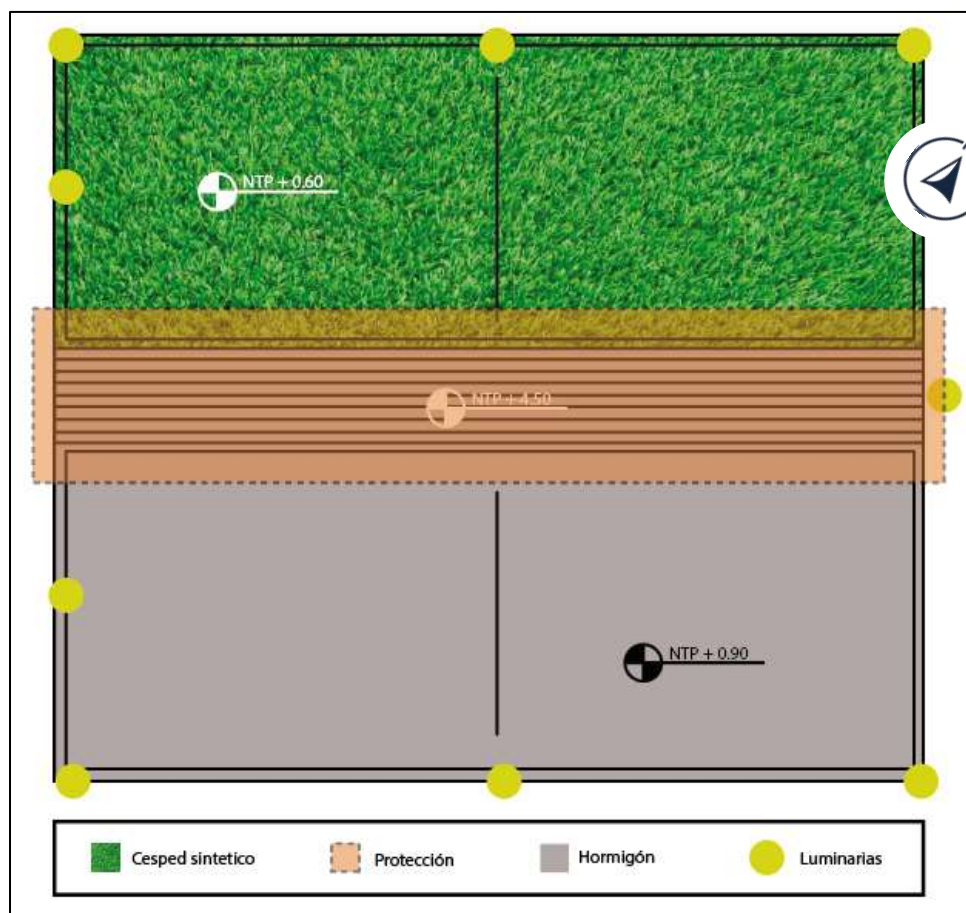 NTP + 0.60
NTP + 4.50
NTP + 0.90
Cesped sintetico
Protección
Hormigón
Luminarias